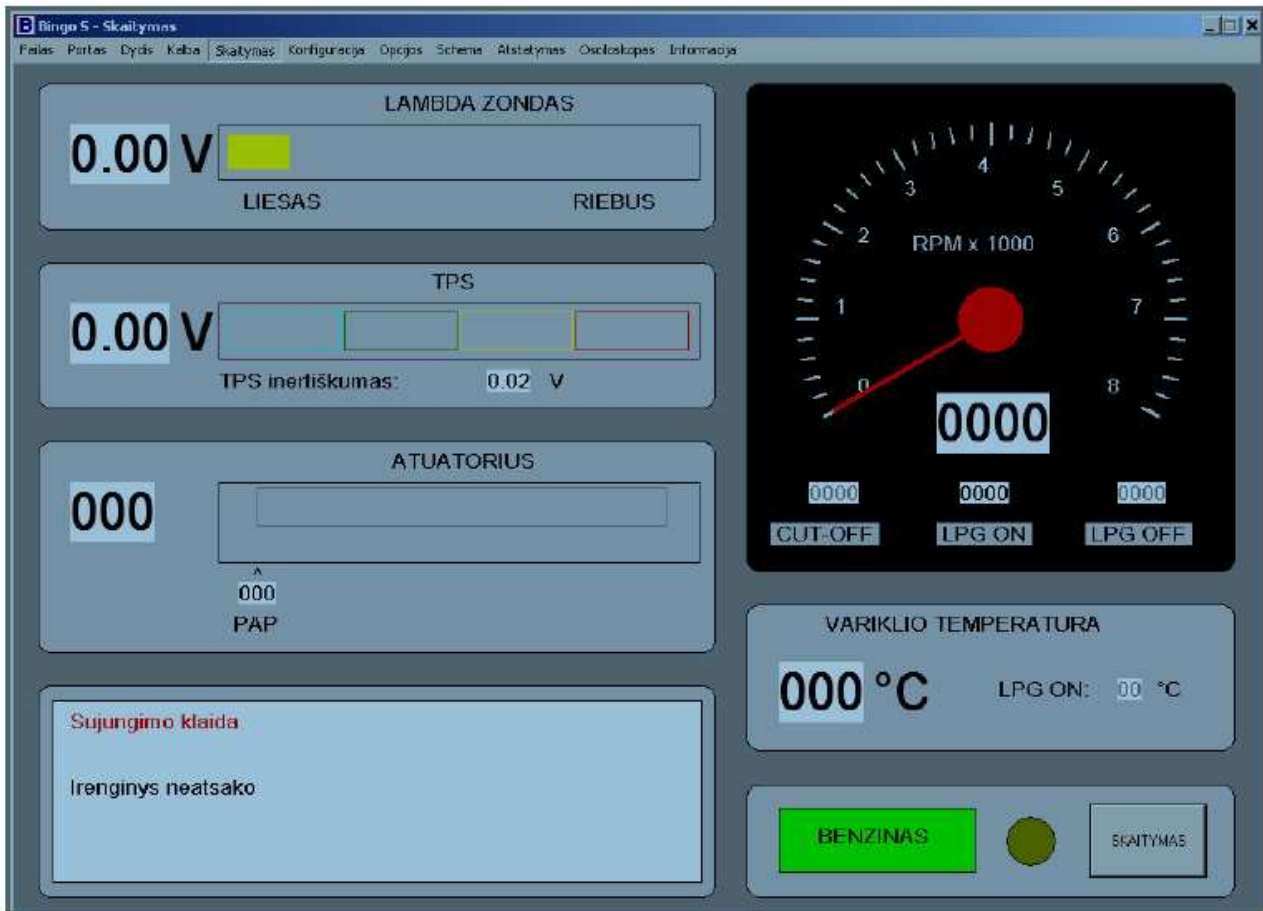 Bingo S - Skaitymas
Failas Portas Dydis Kalba Skaitymas Konfiguracija Opcijos Schema Atstatymas Osciloskopas Informacija
LAMBDA ZONDAS
0.00 V
LIESAS RIEBUS
TPS
0.00 V
TPS inertiškumas: 0.02 V
ATUATORIUS
000
^
000
PAP
Sujungimo klaida
Irenginys neatsako
0 1 2 3 4 5 6 7 8
RPM x 1000
0000
0000 0000 0000
CUT-OFF LPG ON LPG OFF
VARIKLIO TEMPERATURA
000 °C LPG ON: 00 °C
BENZINAS
SKAITYMAS